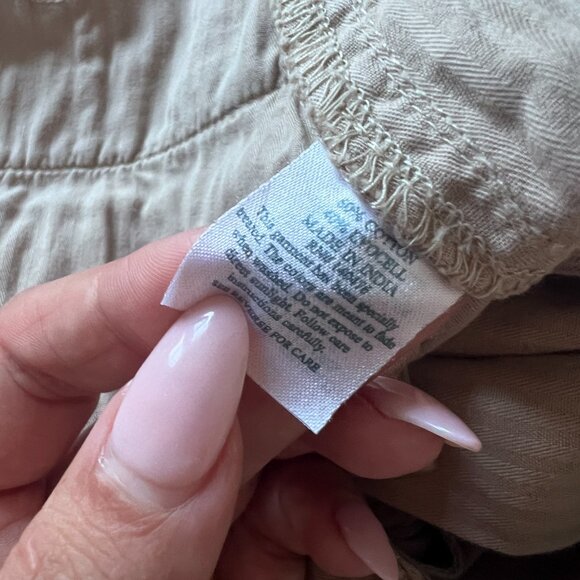 60% COTTON
40% LYOCELL
MADE IN INDIA
RN#
This garment has been specially
treated. The colors are meant to fade
when washed. Do not expose to
direct sunlight. Follow care
instructions carefully.
SEE REVERSE FOR CARE